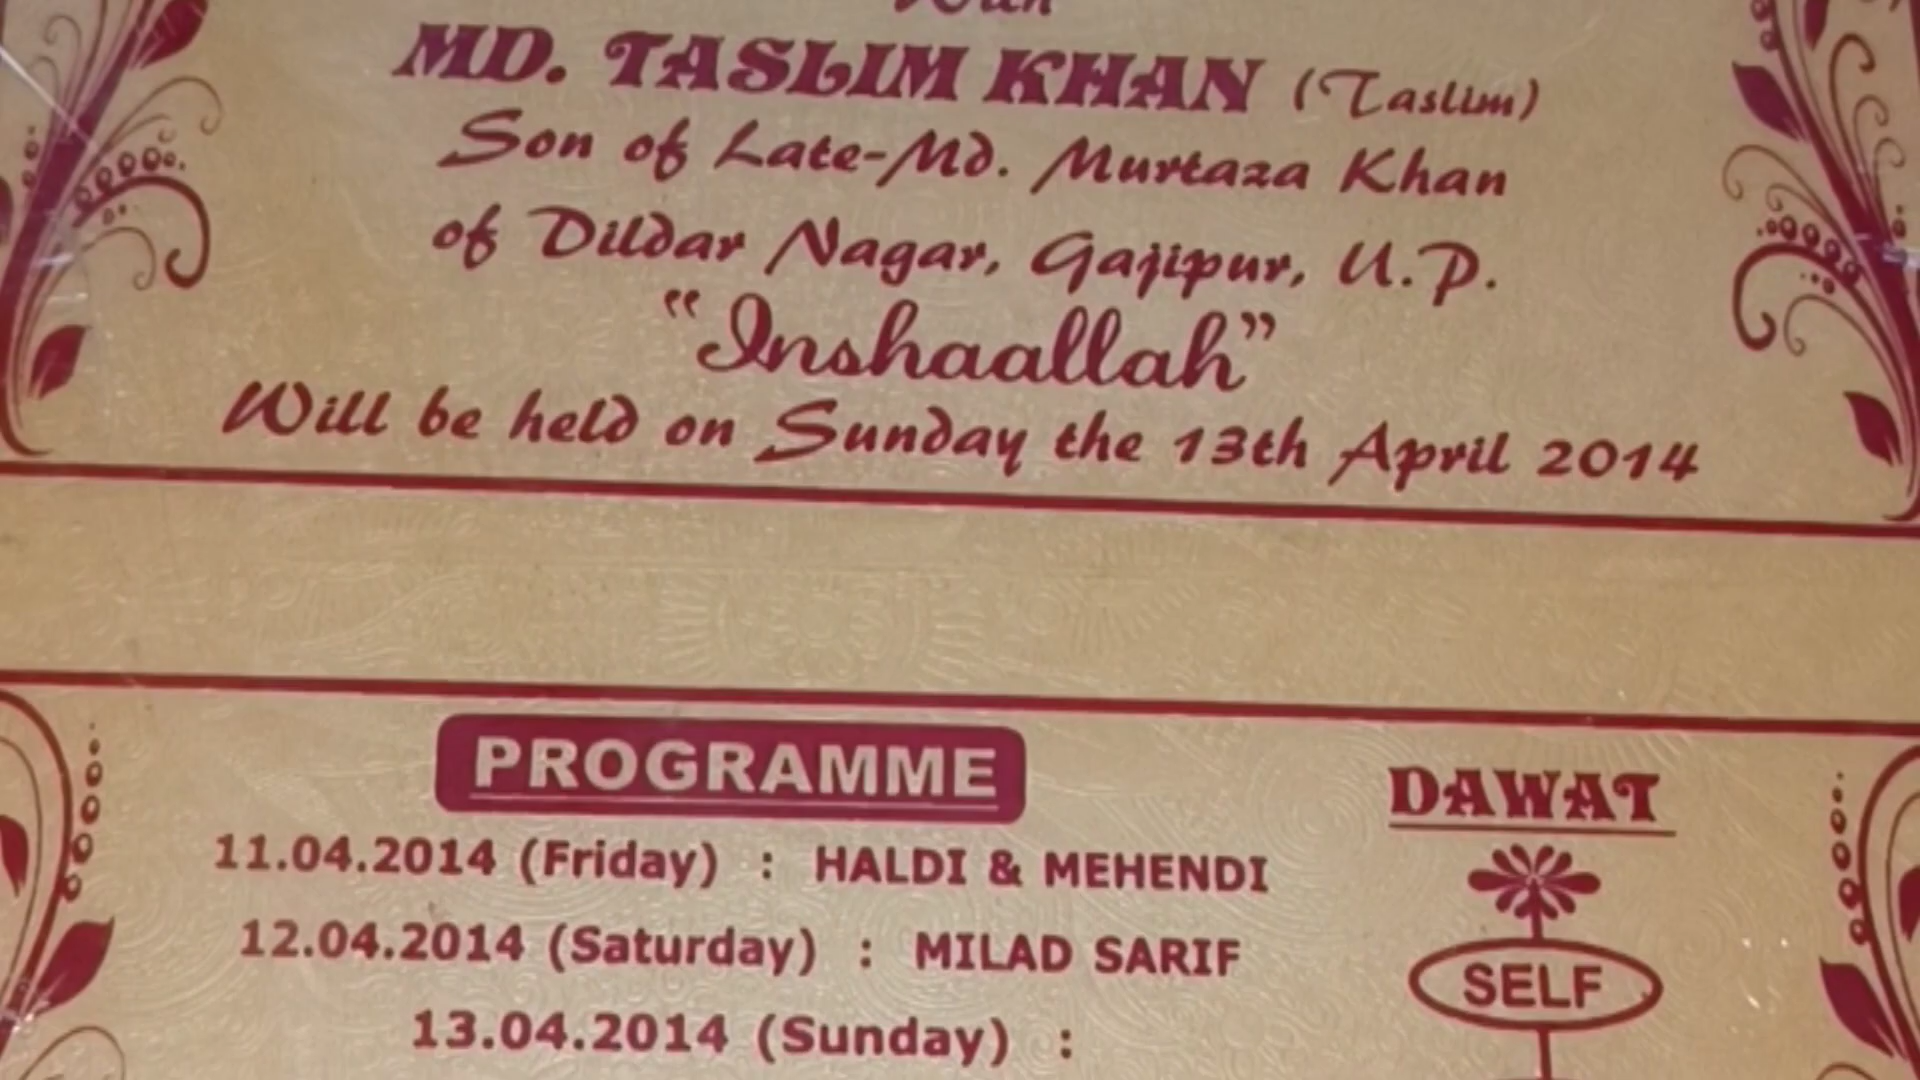 With
MD. TASLIM KHAN (Taslim)
Son of Late-Md. Murtaza Khan
of Dildar Nagar, Gajipur, U.P.
"Inshaallah"
Will be held on Sunday the 13th April 2014
PROGRAMME
11.04.2014 (Friday) : HALDI & MEHENDI
12.04.2014 (Saturday) : MILAD SARIF
13.04.2014 (Sunday) :
DAWAT
SELF